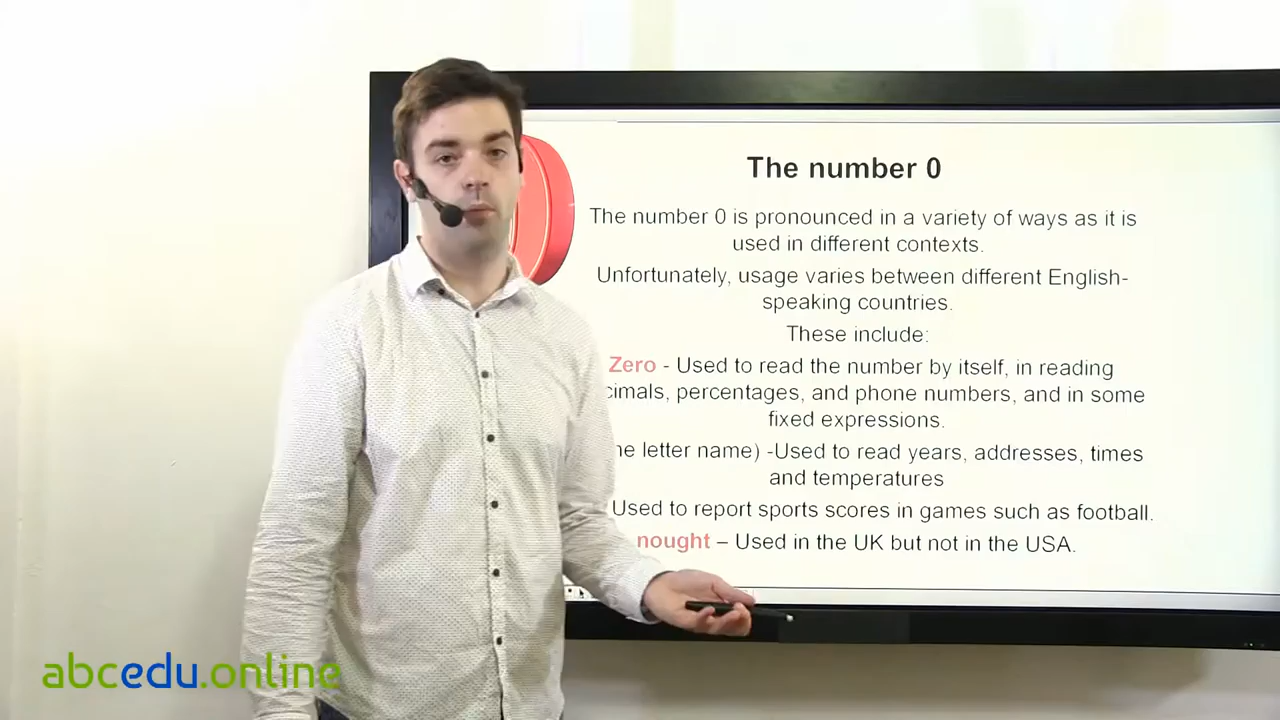 The number 0
The number 0 is pronounced in a variety of ways as it is
used in different contexts.
Unfortunately, usage varies between different English-
speaking countries.
These include:
Zero - Used to read the number by itself, in reading
cimals, percentages, and phone numbers, and in some
fixed expressions.
he letter name) -Used to read years, addresses, times
and temperatures
Used to report sports scores in games such as football.
nought – Used in the UK but not in the USA.
abcedu.online